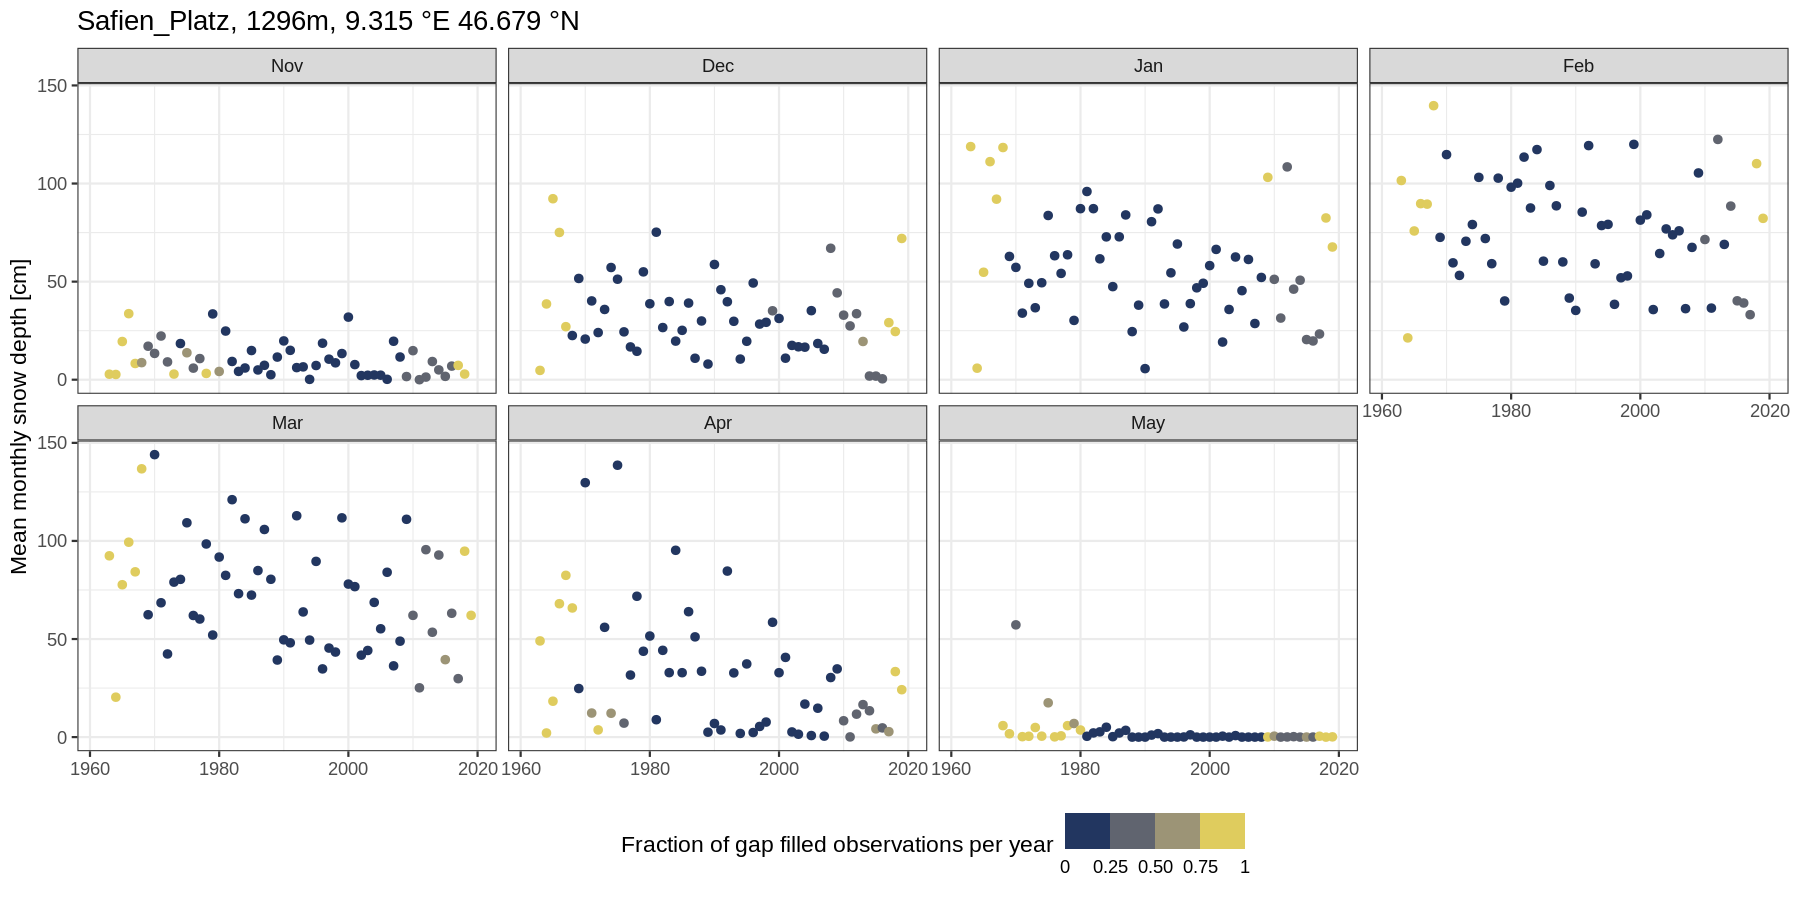 Safien_Platz, 1296m, 9.315 °E 46.679 °N
Nov
Dec
Jan
Feb
150
100
50
0
1960 1980 2000 2020
Mean monthly snow depth [cm]
Mar
Apr
May
150
100
50
0
1960 1980 2000 2020
1960 1980 2000 2020
1960 1980 2000 2020
Fraction of gap filled observations per year
0 0.25 0.50 0.75 1